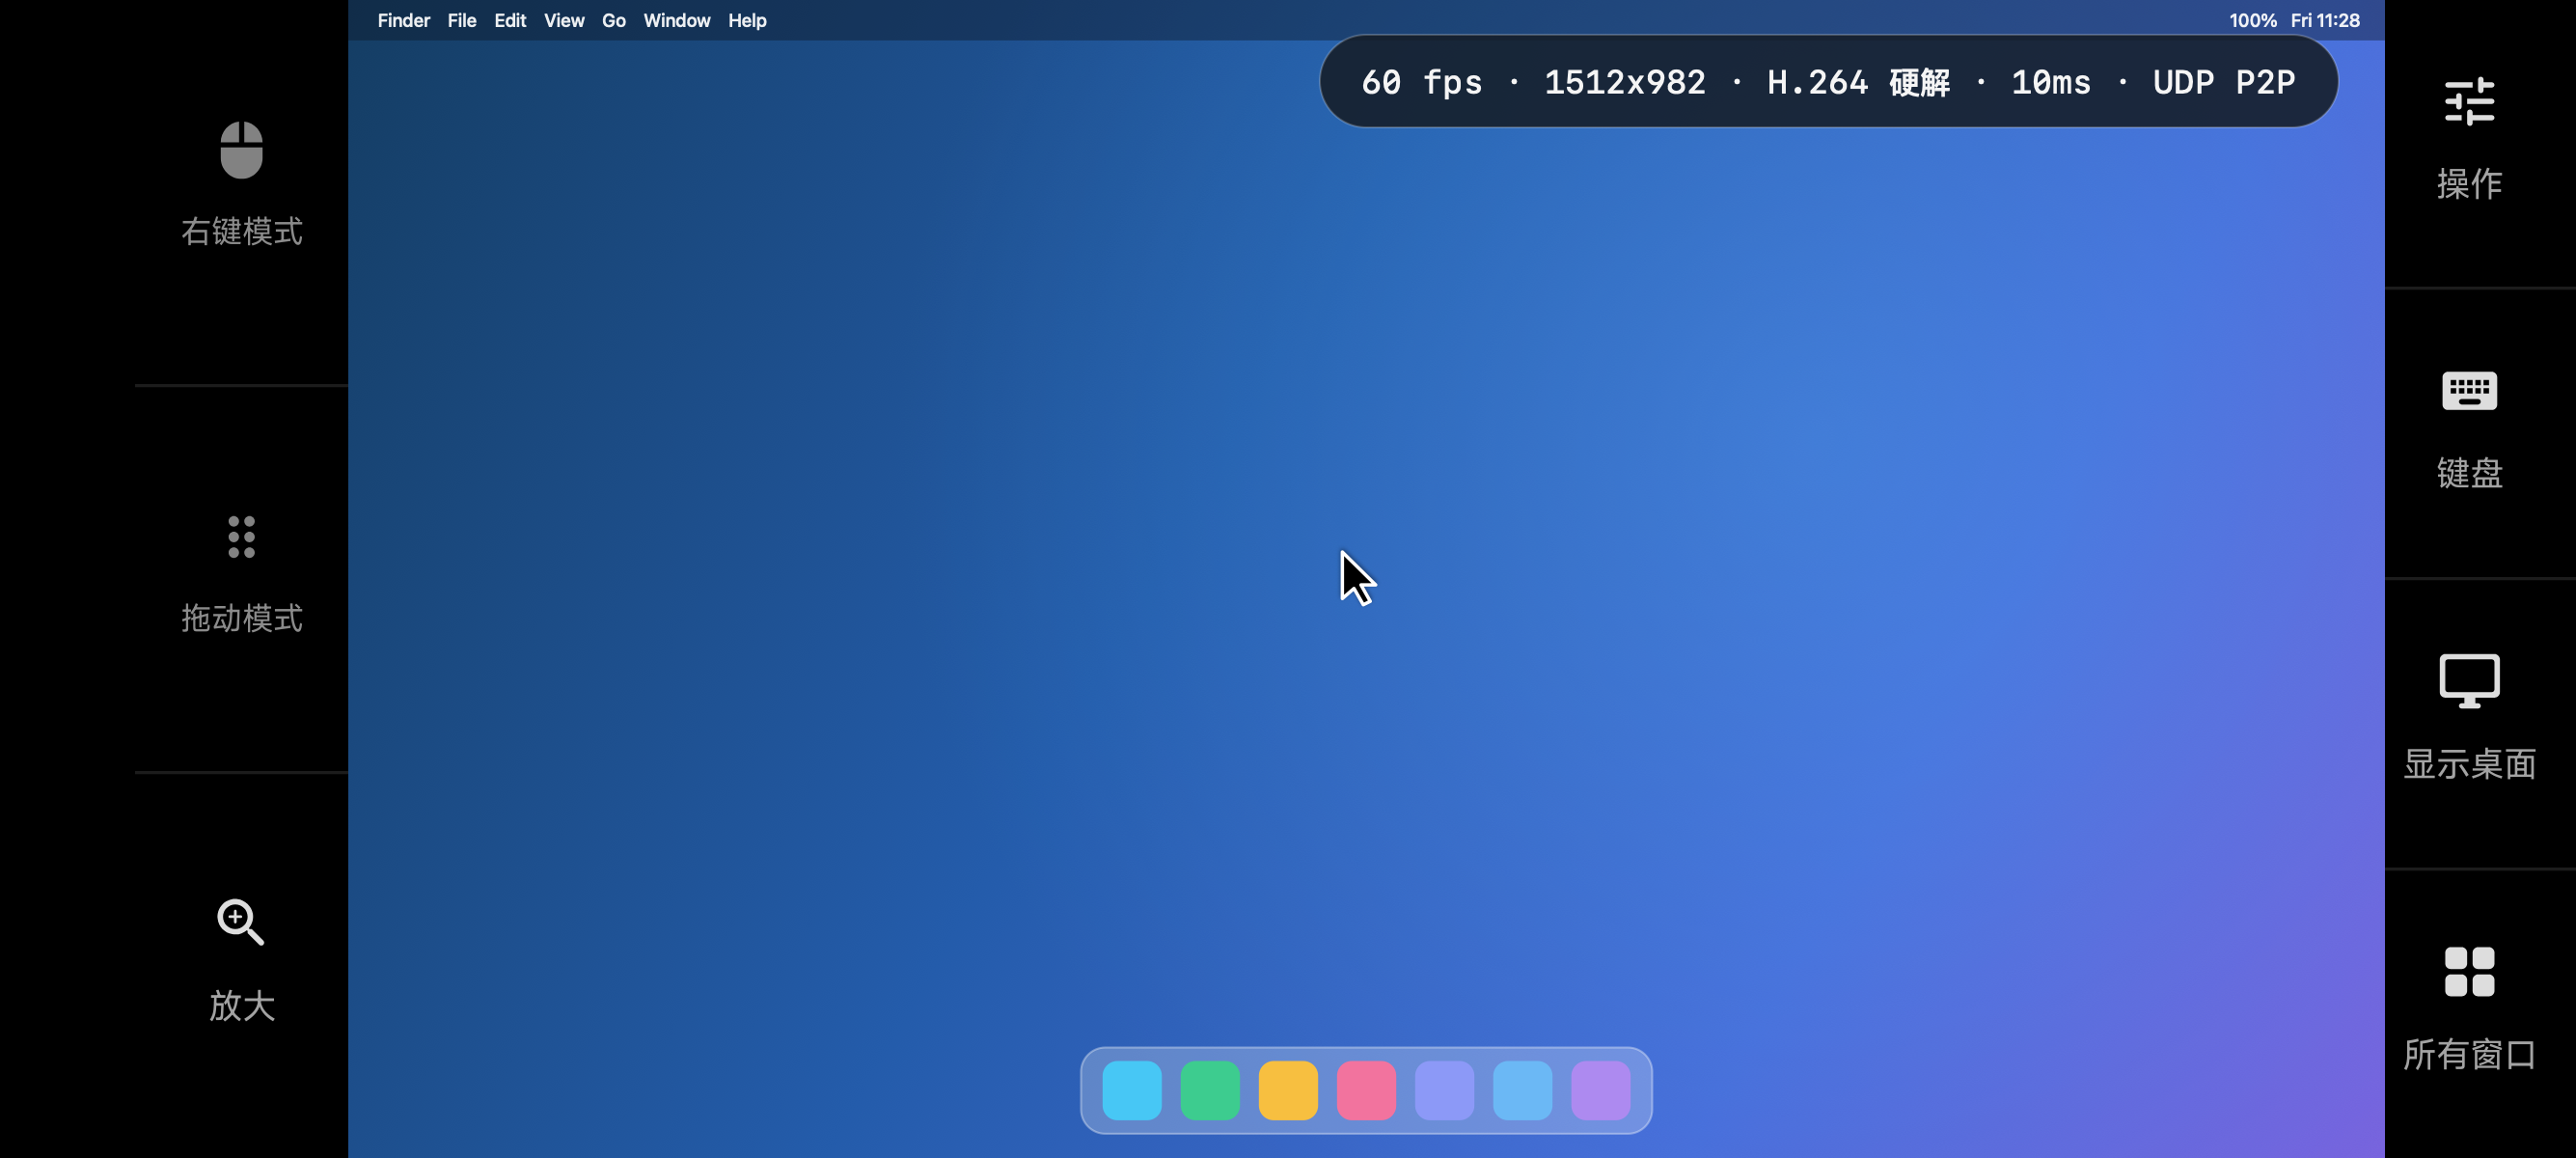 Finder File Edit View Go Window Help
100% Fri 11:28
60 fps · 1512x982 · H.264 硬解 · 10ms · UDP P2P
右键模式
拖动模式
放大
操作
键盘
显示桌面
所有窗口